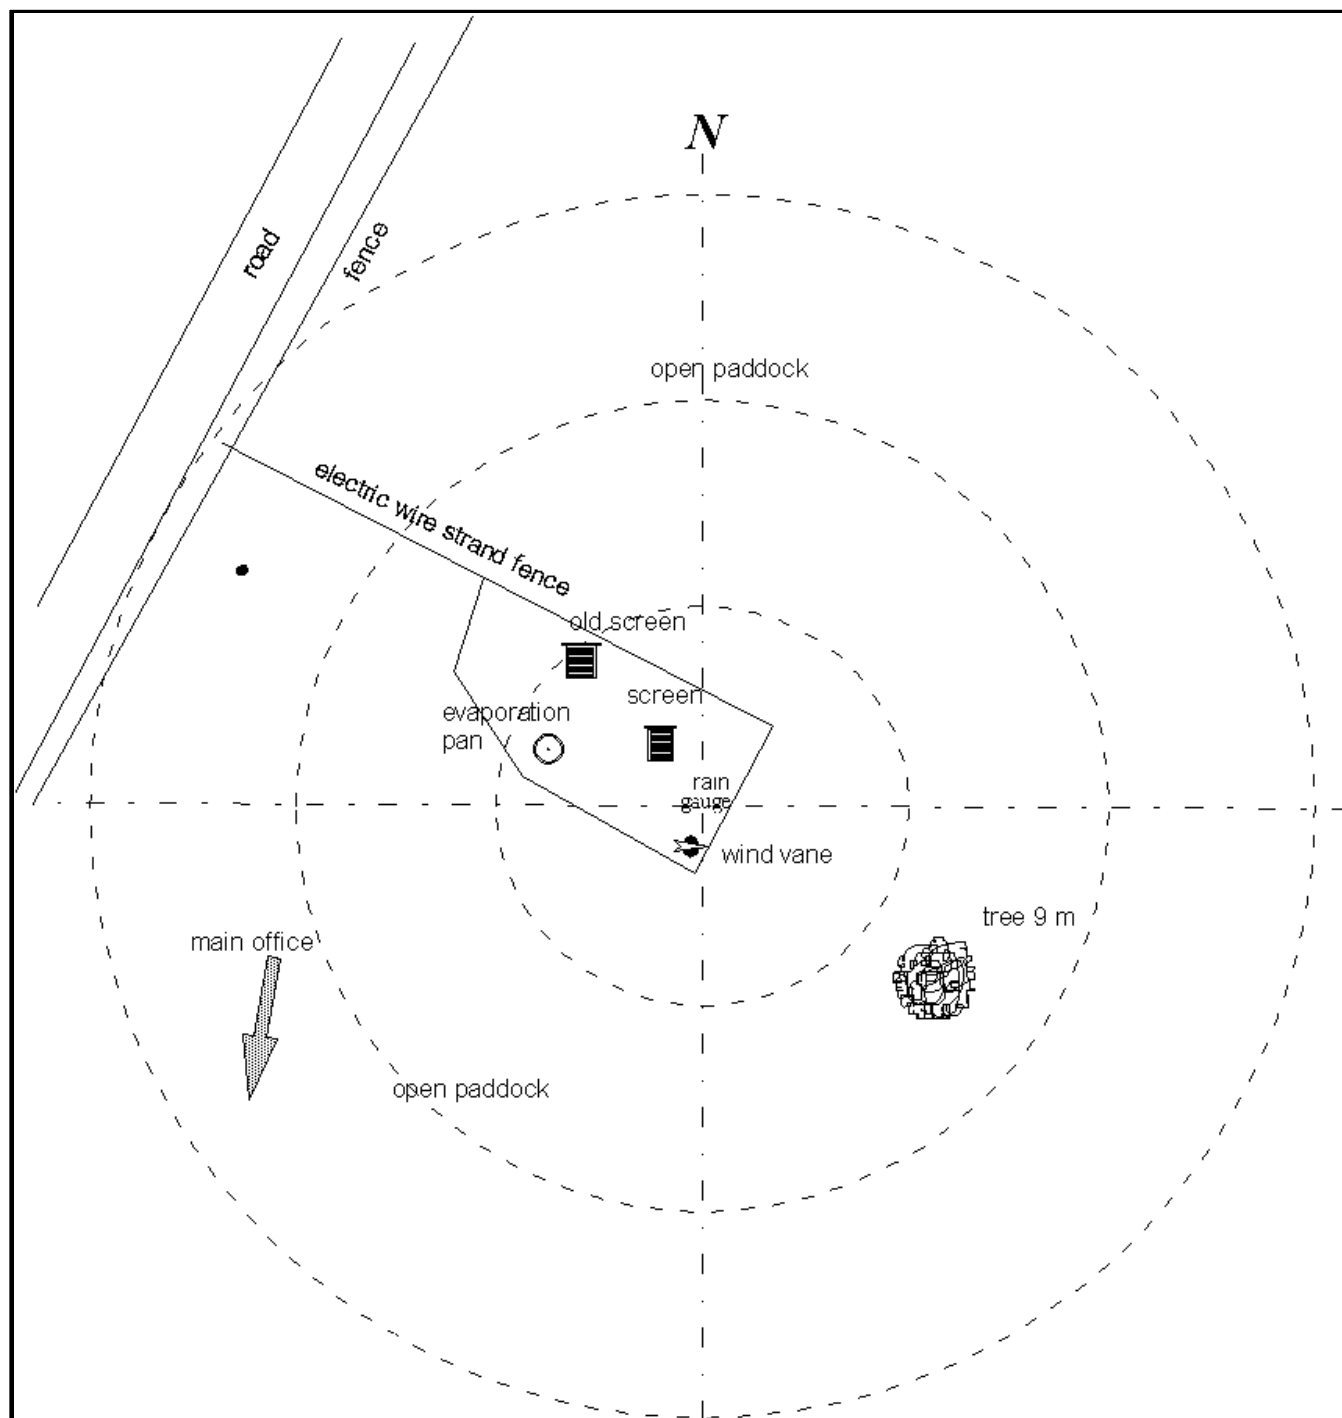 N
road
fence
open paddock
electric wire strand fence
old screen
screen
evaporation
pan
rain
gauge
wind vane
tree 9 m
main office
open paddock